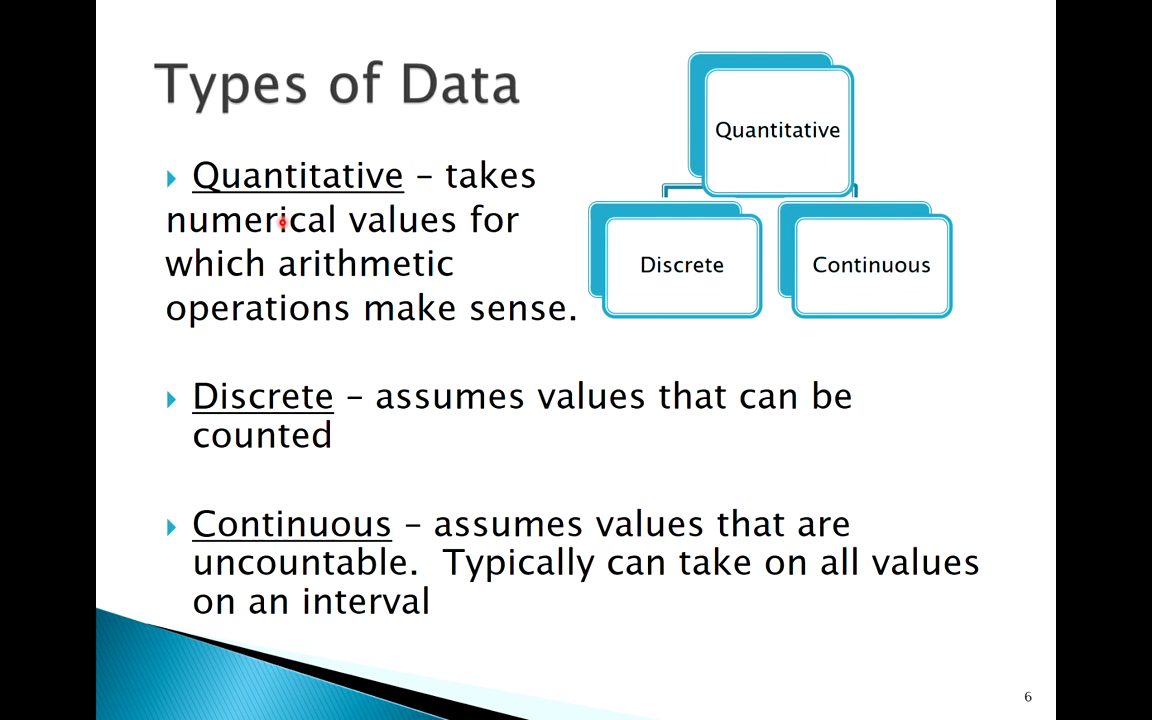 Types of Data
Quantitative
Quantitative – takes
numerical values for
which arithmetic
operations make sense.
Discrete
Continuous
Discrete – assumes values that can be
counted
Continuous – assumes values that are
uncountable.  Typically can take on all values
on an interval
6